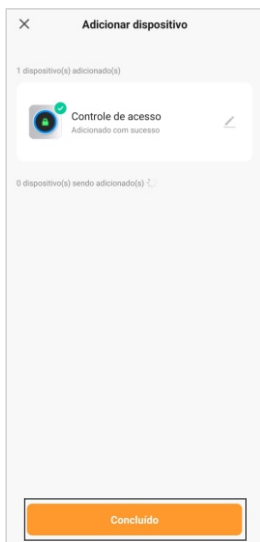 Adicionar dispositivo
1 dispositivo(s) adicionado(s)
Controle de acesso
Adicionado com sucesso
0 dispositivo(s) sendo adicionado(s)
Concluído